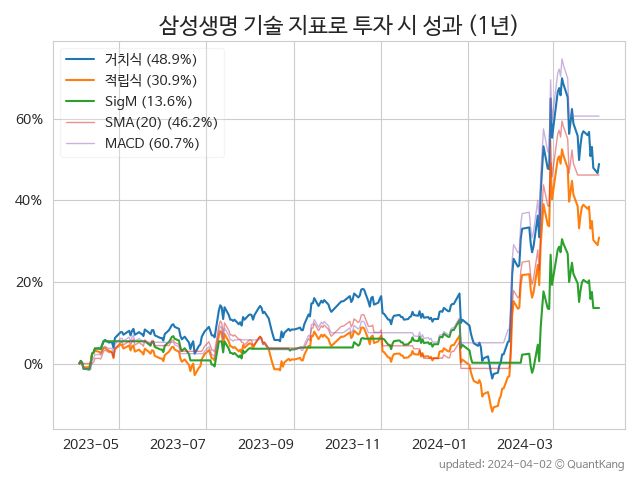 삼성생명 기술 지표로 투자 시 성과 (1년)
거치식 (48.9%)
적립식 (30.9%)
SigM (13.6%)
SMA(20) (46.2%)
MACD (60.7%)
60%
40%
20%
0%
2023-05 2023-07 2023-09 2023-11 2024-01 2024-03
updated: 2024-04-02 © QuantKang